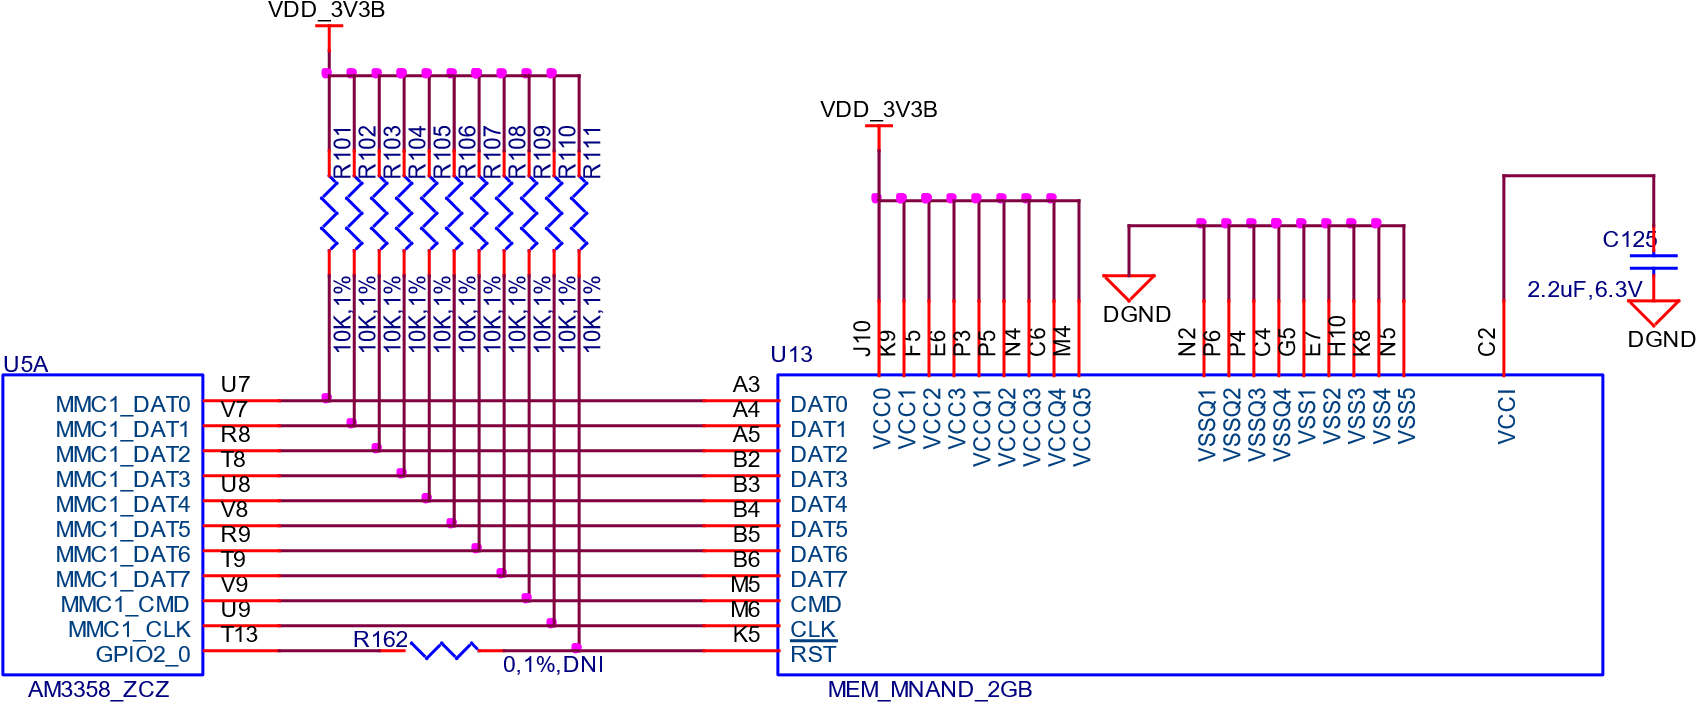 VDD_3V3B
R101
R102
R103
R104
R105
R106
R107
R108
R109
R110
R111
10K,1%
10K,1%
10K,1%
10K,1%
10K,1%
10K,1%
10K,1%
10K,1%
10K,1%
10K,1%
10K,1%
VDD_3V3B
C125
2.2uF,6.3V
DGND
DGND
J10
K9
F5
E6
P3
P5
N4
C6
M4
N2
P6
P4
C4
G5
E7
H10
K8
N5
C2
U5A
U13
VCC0
VCC1
VCC2
VCC3
VCCQ1
VCCQ2
VCCQ3
VCCQ4
VCCQ5
VSSQ1
VSSQ2
VSSQ3
VSSQ4
VSS1
VSS2
VSS3
VSS4
VSS5
VCCI
MMC1_DAT0 U7 A3 DAT0
MMC1_DAT1 V7 A4 DAT1
MMC1_DAT2 R8 A5 DAT2
MMC1_DAT3 T8 B2 DAT3
MMC1_DAT4 U8 B3 DAT4
MMC1_DAT5 V8 B4 DAT5
MMC1_DAT6 R9 B5 DAT6
MMC1_DAT7 T9 B6 DAT7
MMC1_CMD V9 M5 CMD
MMC1_CLK U9 M6 CLK
GPIO2_0 T13 R162 0,1%,DNI K5 RST
AM3358_ZCZ
MEM_MNAND_2GB